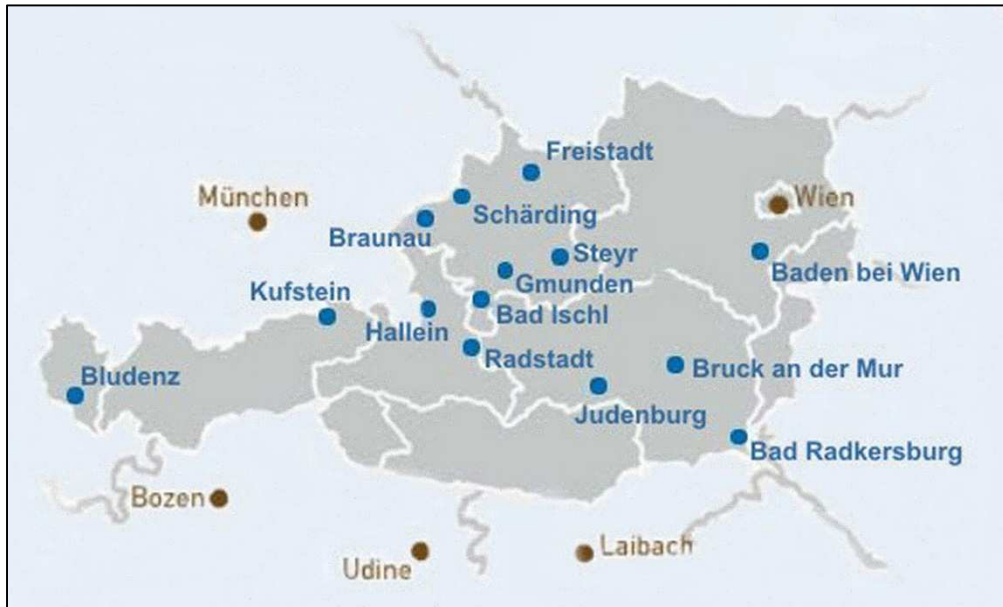 Freistadt
München
Wien
Schärding
Braunau
Steyr
Baden bei Wien
Gmunden
Kufstein
Bad Ischl
Hallein
Radstadt
Bruck an der Mur
Bludenz
Judenburg
Bad Radkersburg
Bozen
Laibach
Udine